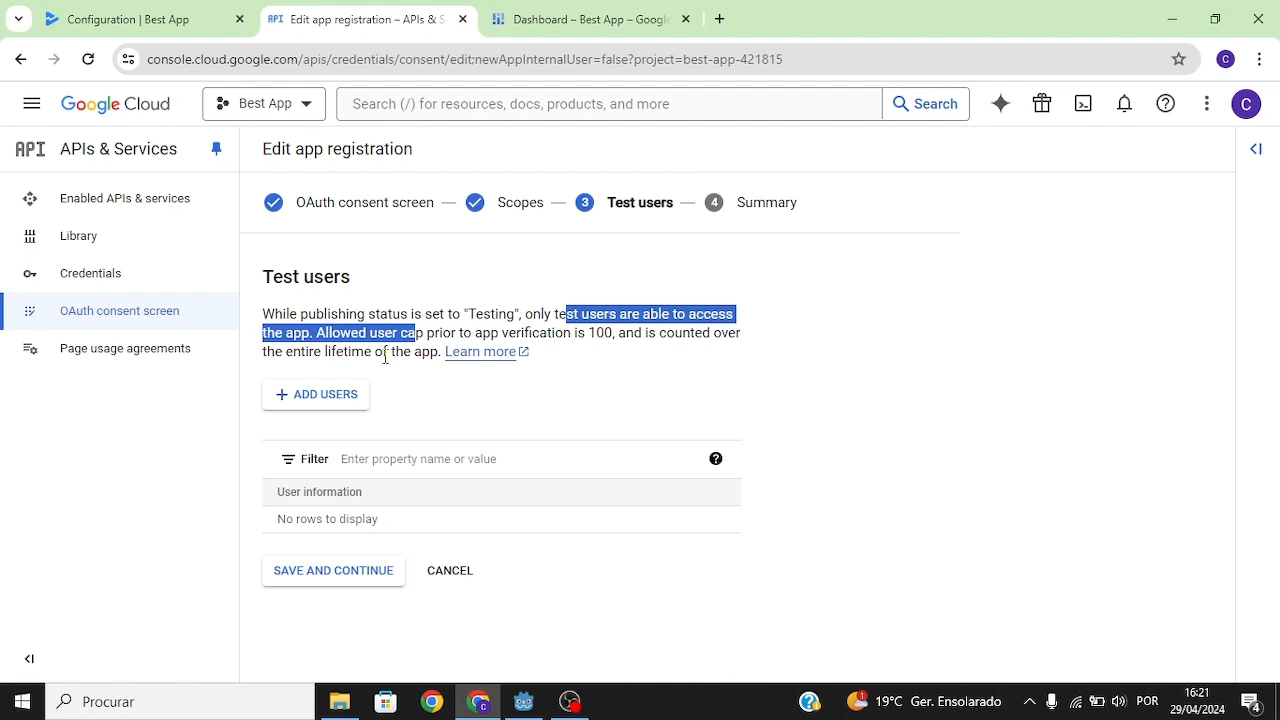 Configuration | Best App
API Edit app registration – APIs & S
Dashboard – Best App – Google
console.cloud.google.com/apis/credentials/consent/edit;newAppInternalUser=false?project=best-app-421815
C
Google Cloud
Best App
Search (/) for resources, docs, products, and more
Search
C
API APIs & Services
Edit app registration
Enabled APIs & services
Library
Credentials
OAuth consent screen
Page usage agreements
OAuth consent screen — Scopes — 3 Test users — 4 Summary
Test users
While publishing status is set to "Testing", only test users are able to access
the app. Allowed user cap prior to app verification is 100, and is counted over
the entire lifetime of the app. Learn more
+ ADD USERS
Filter Enter property name or value
User information
No rows to display
SAVE AND CONTINUE CANCEL
Procurar
C
1
19°C Ger. Ensolarado
POR
16:21
29/04/2024
4